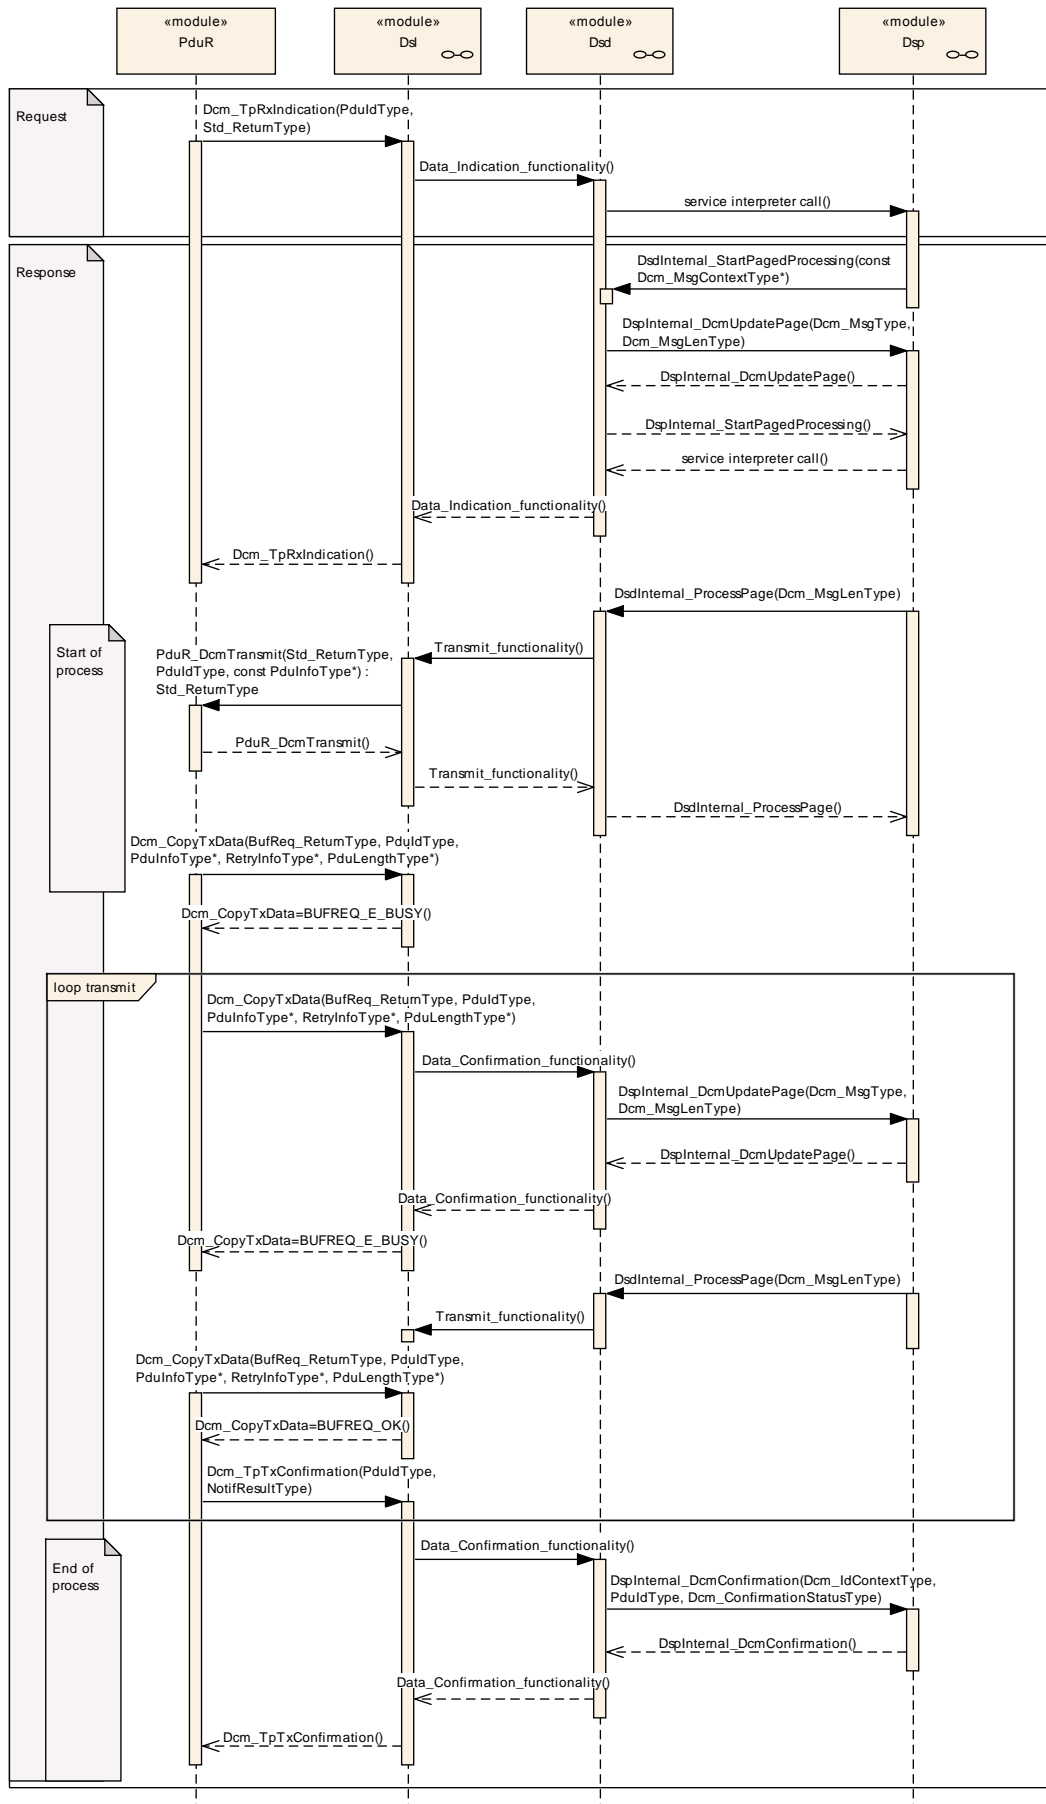 «module»
PduR
«module»
Dsl
«module»
Dsd
«module»
Dsp
Request
Dcm_TpRxIndication(PduIdType,
Std_ReturnType)
Data_Indication_functionality()
service interpreter call()
Response
DsdInternal_StartPagedProcessing(const
Dcm_MsgContextType*)
DspInternal_DcmUpdatePage(Dcm_MsgType,
Dcm_MsgLenType)
DspInternal_DcmUpdatePage()
DspInternal_StartPagedProcessing()
service interpreter call()
Data_Indication_functionality()
Dcm_TpRxIndication()
DsdInternal_ProcessPage(Dcm_MsgLenType)
Start of
process
Transmit_functionality()
PduR_DcmTransmit(Std_ReturnType,
PduIdType, const PduInfoType*) :
Std_ReturnType
PduR_DcmTransmit()
Transmit_functionality()
DsdInternal_ProcessPage()
Dcm_CopyTxData(BufReq_ReturnType, PduIdType,
PduInfoType*, RetryInfoType*, PduLengthType*)
Dcm_CopyTxData=BUFREQ_E_BUSY()
loop transmit
Dcm_CopyTxData(BufReq_ReturnType, PduIdType,
PduInfoType*, RetryInfoType*, PduLengthType*)
Data_Confirmation_functionality()
DspInternal_DcmUpdatePage(Dcm_MsgType,
Dcm_MsgLenType)
DspInternal_DcmUpdatePage()
Data_Confirmation_functionality()
Dcm_CopyTxData=BUFREQ_E_BUSY()
DsdInternal_ProcessPage(Dcm_MsgLenType)
Transmit_functionality()
Dcm_CopyTxData(BufReq_ReturnType, PduIdType,
PduInfoType*, RetryInfoType*, PduLengthType*)
Dcm_CopyTxData=BUFREQ_OK()
Dcm_TpTxConfirmation(PduIdType,
NotifResultType)
End of
process
Data_Confirmation_functionality()
DspInternal_DcmConfirmation(Dcm_IdContextType,
PduIdType, Dcm_ConfirmationStatusType)
DspInternal_DcmConfirmation()
Data_Confirmation_functionality()
Dcm_TpTxConfirmation()